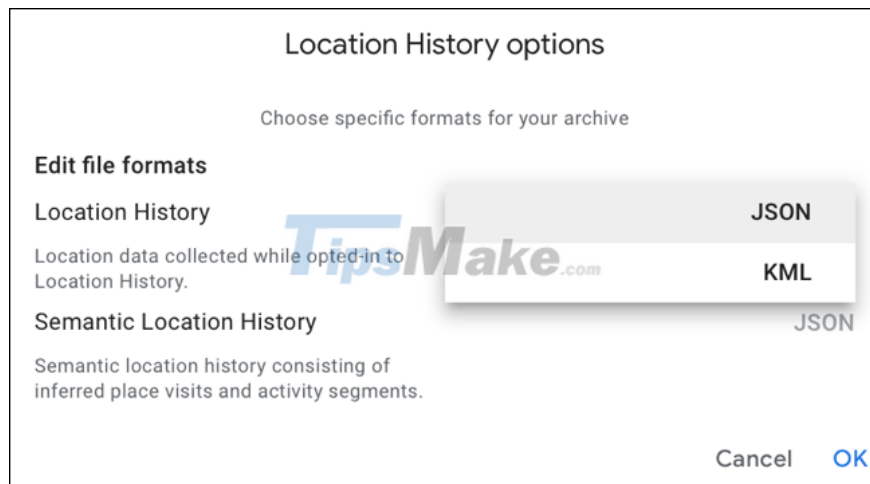 Location History options
Choose specific formats for your archive
Edit file formats
Location History
JSON
Location data collected while opted-in to
Location History.
KML
TipsMake.com
Semantic Location History
JSON
Semantic location history consisting of
inferred place visits and activity segments.
Cancel OK